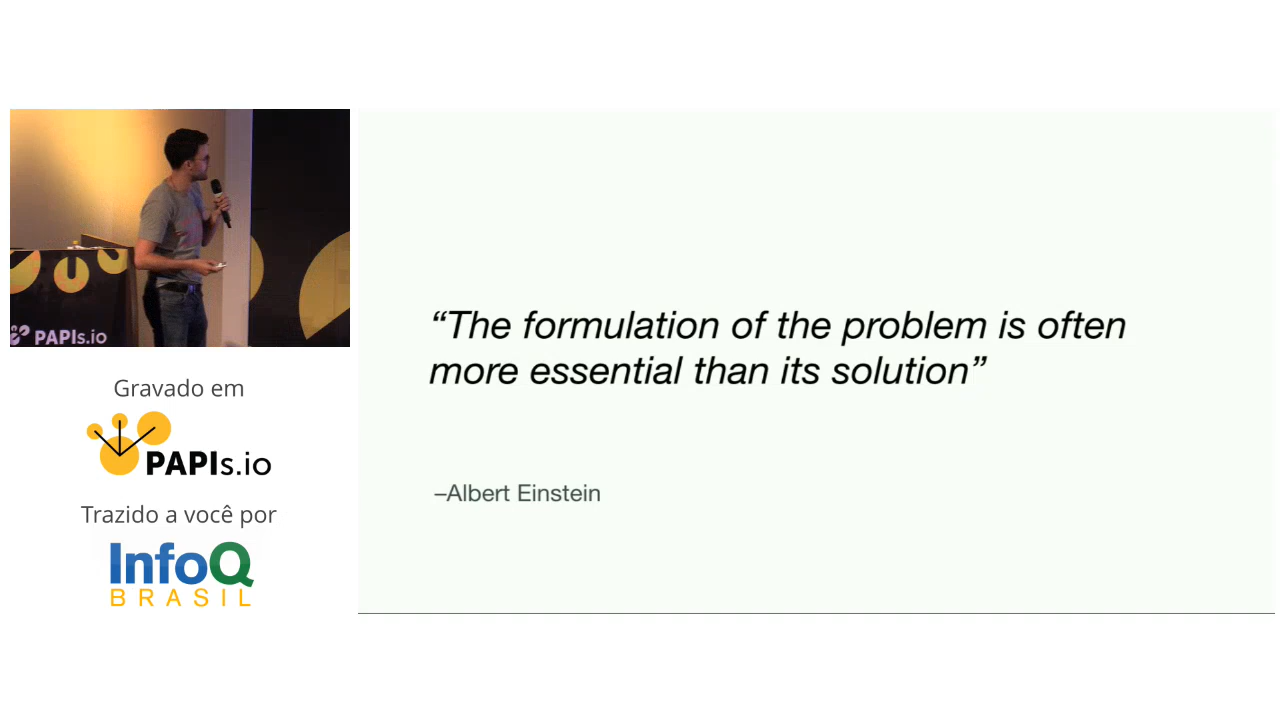 PAPIs.io
Gravado em
PAPIs.io
Trazido a você por
InfoQ
BRASIL
“The formulation of the problem is often
more essential than its solution”
–Albert Einstein